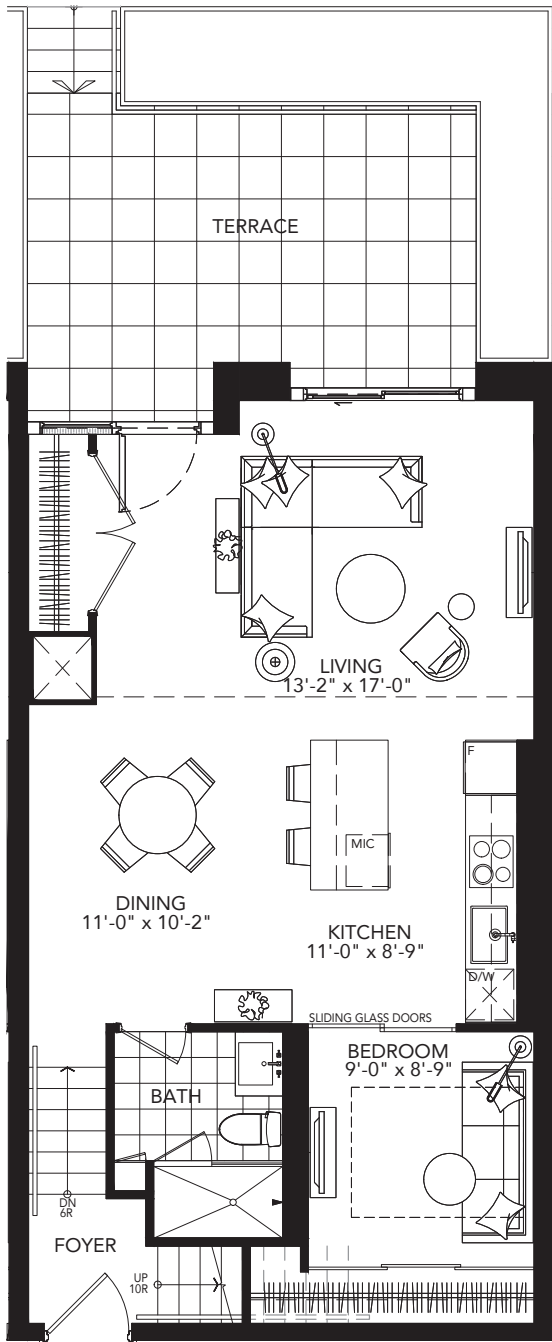 TERRACE
LIVING
13'-2" x 17'-0"
F
MIC
DINING
11'-0" x 10'-2"
KITCHEN
11'-0" x 8'-9"
D/W
SLIDING GLASS DOORS
BEDROOM
9'-0" x 8'-9"
BATH
DN
6R
FOYER
UP
10R